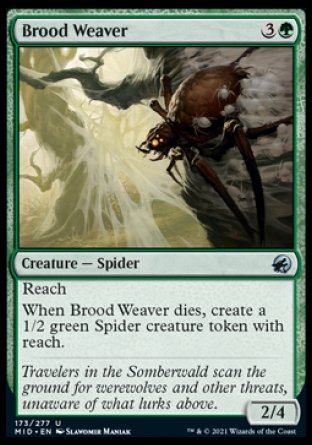 Brood Weaver 3
Creature — Spider
Reach
When Brood Weaver dies, create a
1/2 green Spider creature token with
reach.
Travelers in the Somberwald scan the
ground for werewolves and other threats,
unaware of what lurks above.
2/4
173/277 U
MID • EN Slawomir Maniak
™ & © 2021 Wizards of the Coast